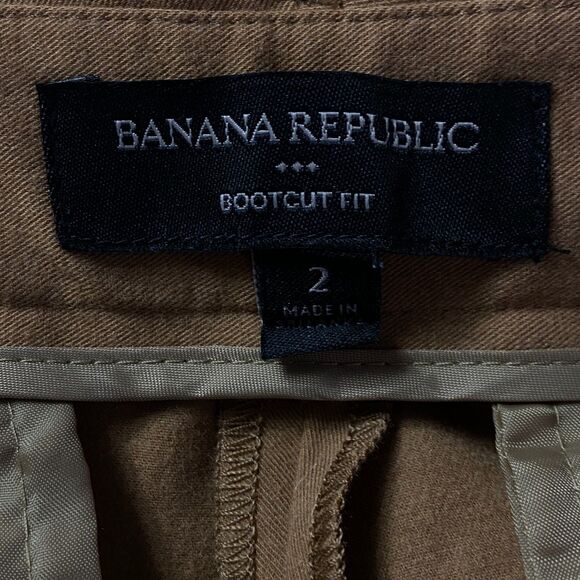 BANANA REPUBLIC
BOOTCUT FIT
2
MADE IN